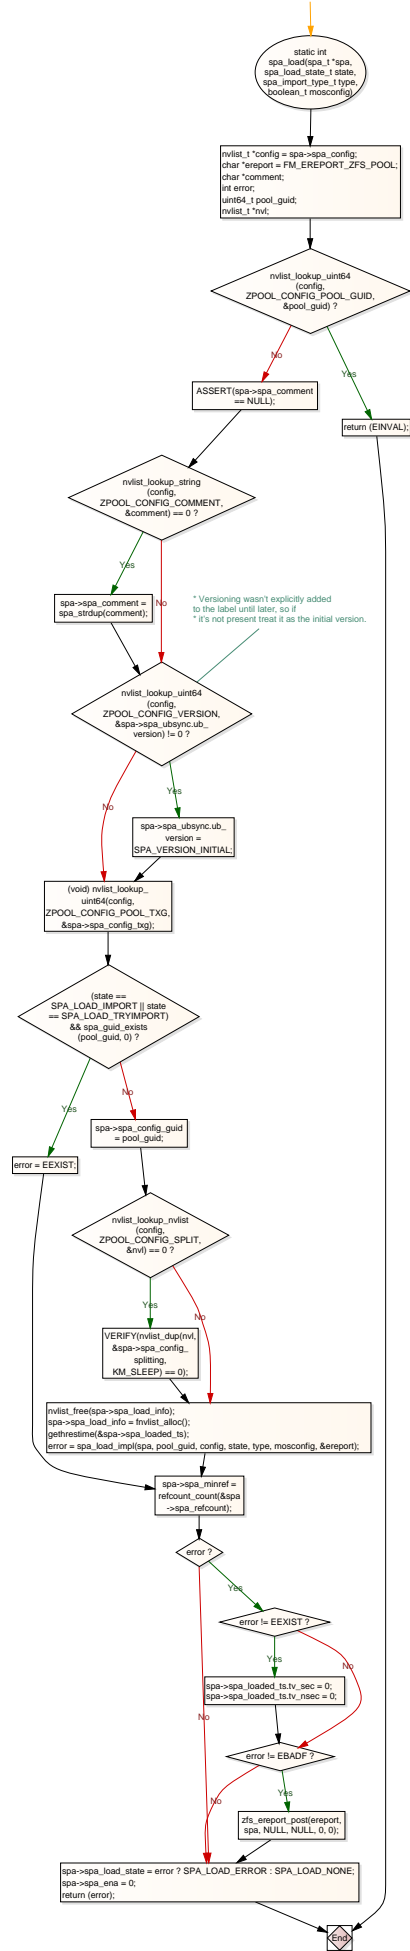 static int
spa_load(spa_t *spa,
spa_load_state_t state,
spa_import_type_t type,
boolean_t mosconfig)
nvlist_t *config = spa->spa_config;
char *ereport = FM_EREPORT_ZFS_POOL;
char *comment;
int error;
uint64_t pool_guid;
nvlist_t *nvl;
nvlist_lookup_uint64
(config,
ZPOOL_CONFIG_POOL_GUID,
&pool_guid) ?
No
Yes
ASSERT(spa->spa_comment
== NULL);
return (EINVAL);
nvlist_lookup_string
(config,
ZPOOL_CONFIG_COMMENT,
&comment) == 0 ?
Yes
No
spa->spa_comment =
spa_strdup(comment);
* Versioning wasn't explicitly added
to the label until later, so if
* it's not present treat it as the initial version.
nvlist_lookup_uint64
(config,
ZPOOL_CONFIG_VERSION,
&spa->spa_ubsync.ub_
version) != 0 ?
No
Yes
spa->spa_ubsync.ub_
version =
SPA_VERSION_INITIAL;
(void) nvlist_lookup_
uint64(config,
ZPOOL_CONFIG_POOL_TXG,
&spa->spa_config_txg);
(state ==
SPA_LOAD_IMPORT || state
== SPA_LOAD_TRYIMPORT)
&& spa_guid_exists
(pool_guid, 0) ?
Yes
No
spa->spa_config_guid
= pool_guid;
error = EEXIST;
nvlist_lookup_nvlist
(config,
ZPOOL_CONFIG_SPLIT,
&nvl) == 0 ?
Yes
No
VERIFY(nvlist_dup(nvl,
&spa->spa_config_
splitting,
KM_SLEEP) == 0);
nvlist_free(spa->spa_load_info);
spa->spa_load_info = fnvlist_alloc();
gethrestime(&spa->spa_loaded_ts);
error = spa_load_impl(spa, pool_guid, config, state, type, mosconfig, &ereport);
spa->spa_minref =
refcount_count(&spa
->spa_refcount);
error ?
Yes
No
error != EEXIST ?
Yes
No
spa->spa_loaded_ts.tv_sec = 0;
spa->spa_loaded_ts.tv_nsec = 0;
error != EBADF ?
No
Yes
zfs_ereport_post(ereport,
spa, NULL, NULL, 0, 0);
spa->spa_load_state = error ? SPA_LOAD_ERROR : SPA_LOAD_NONE;
spa->spa_ena = 0;
return (error);
End